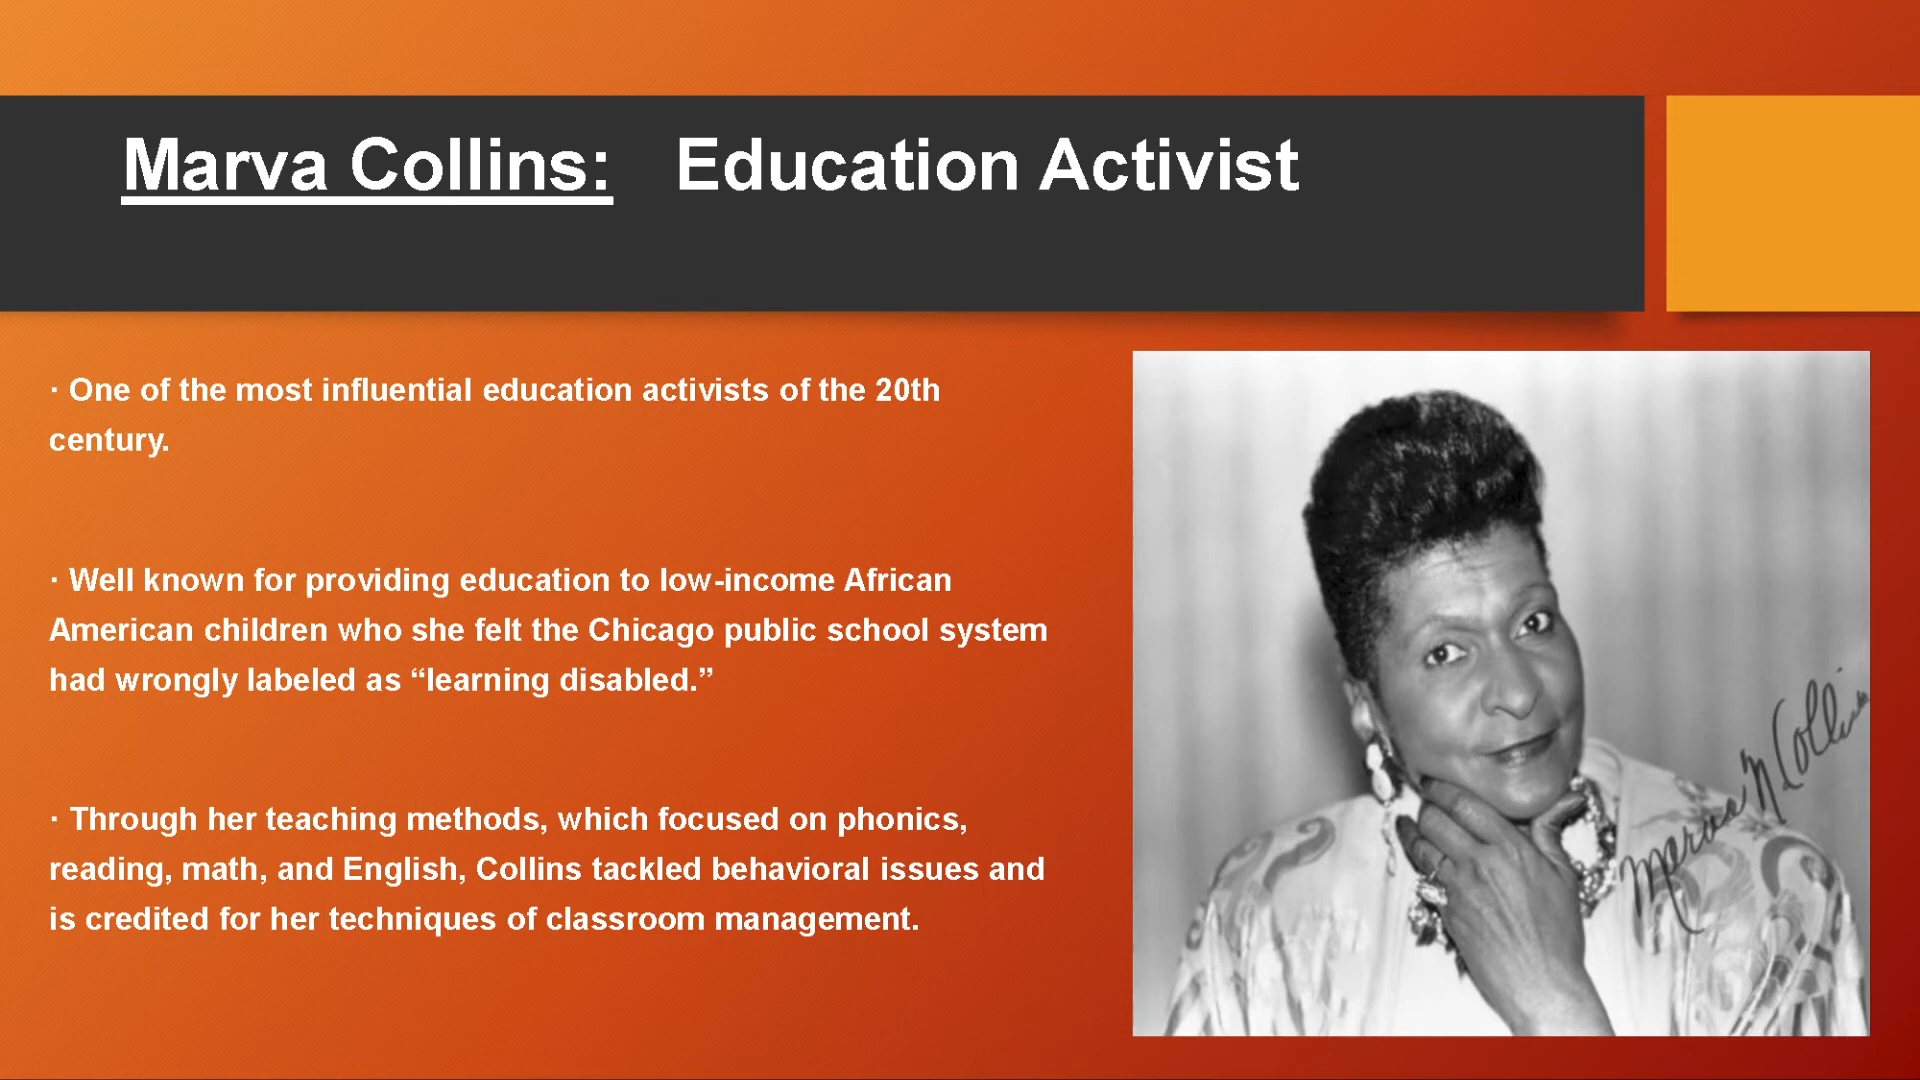 Marva Collins: Education Activist
· One of the most influential education activists of the 20th
century.
· Well known for providing education to low-income African
American children who she felt the Chicago public school system
had wrongly labeled as “learning disabled.”
· Through her teaching methods, which focused on phonics,
reading, math, and English, Collins tackled behavioral issues and
is credited for her techniques of classroom management.
Marva N Collins